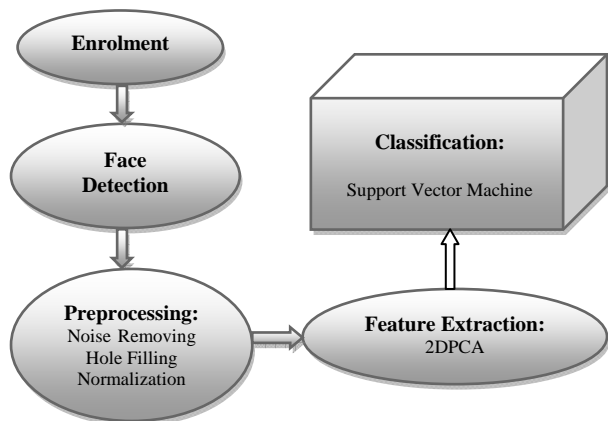 Enrolment
Face
Detection
Preprocessing:
Noise Removing
Hole Filling
Normalization
Feature Extraction:
2DPCA
Classification:
Support Vector Machine